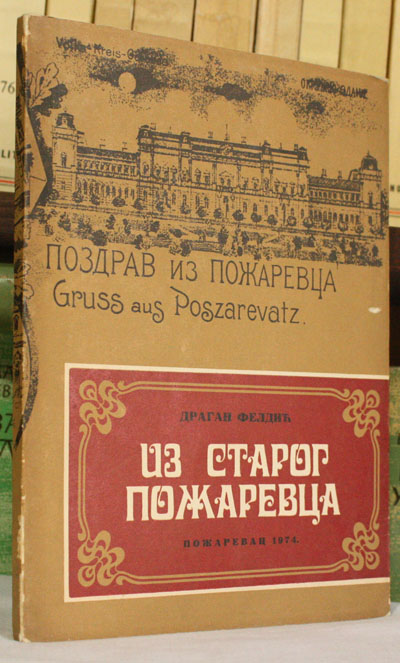 ПОЗДРАВ ИЗ ПОЖАРЕВЦА
Gruss aus Poszarevatz.
ДРАГАН ФЕЛДИЋ
ИЗ СТАРОГ
ПОЖАРЕВЦА
ПОЖАРЕВАЦ 1974.